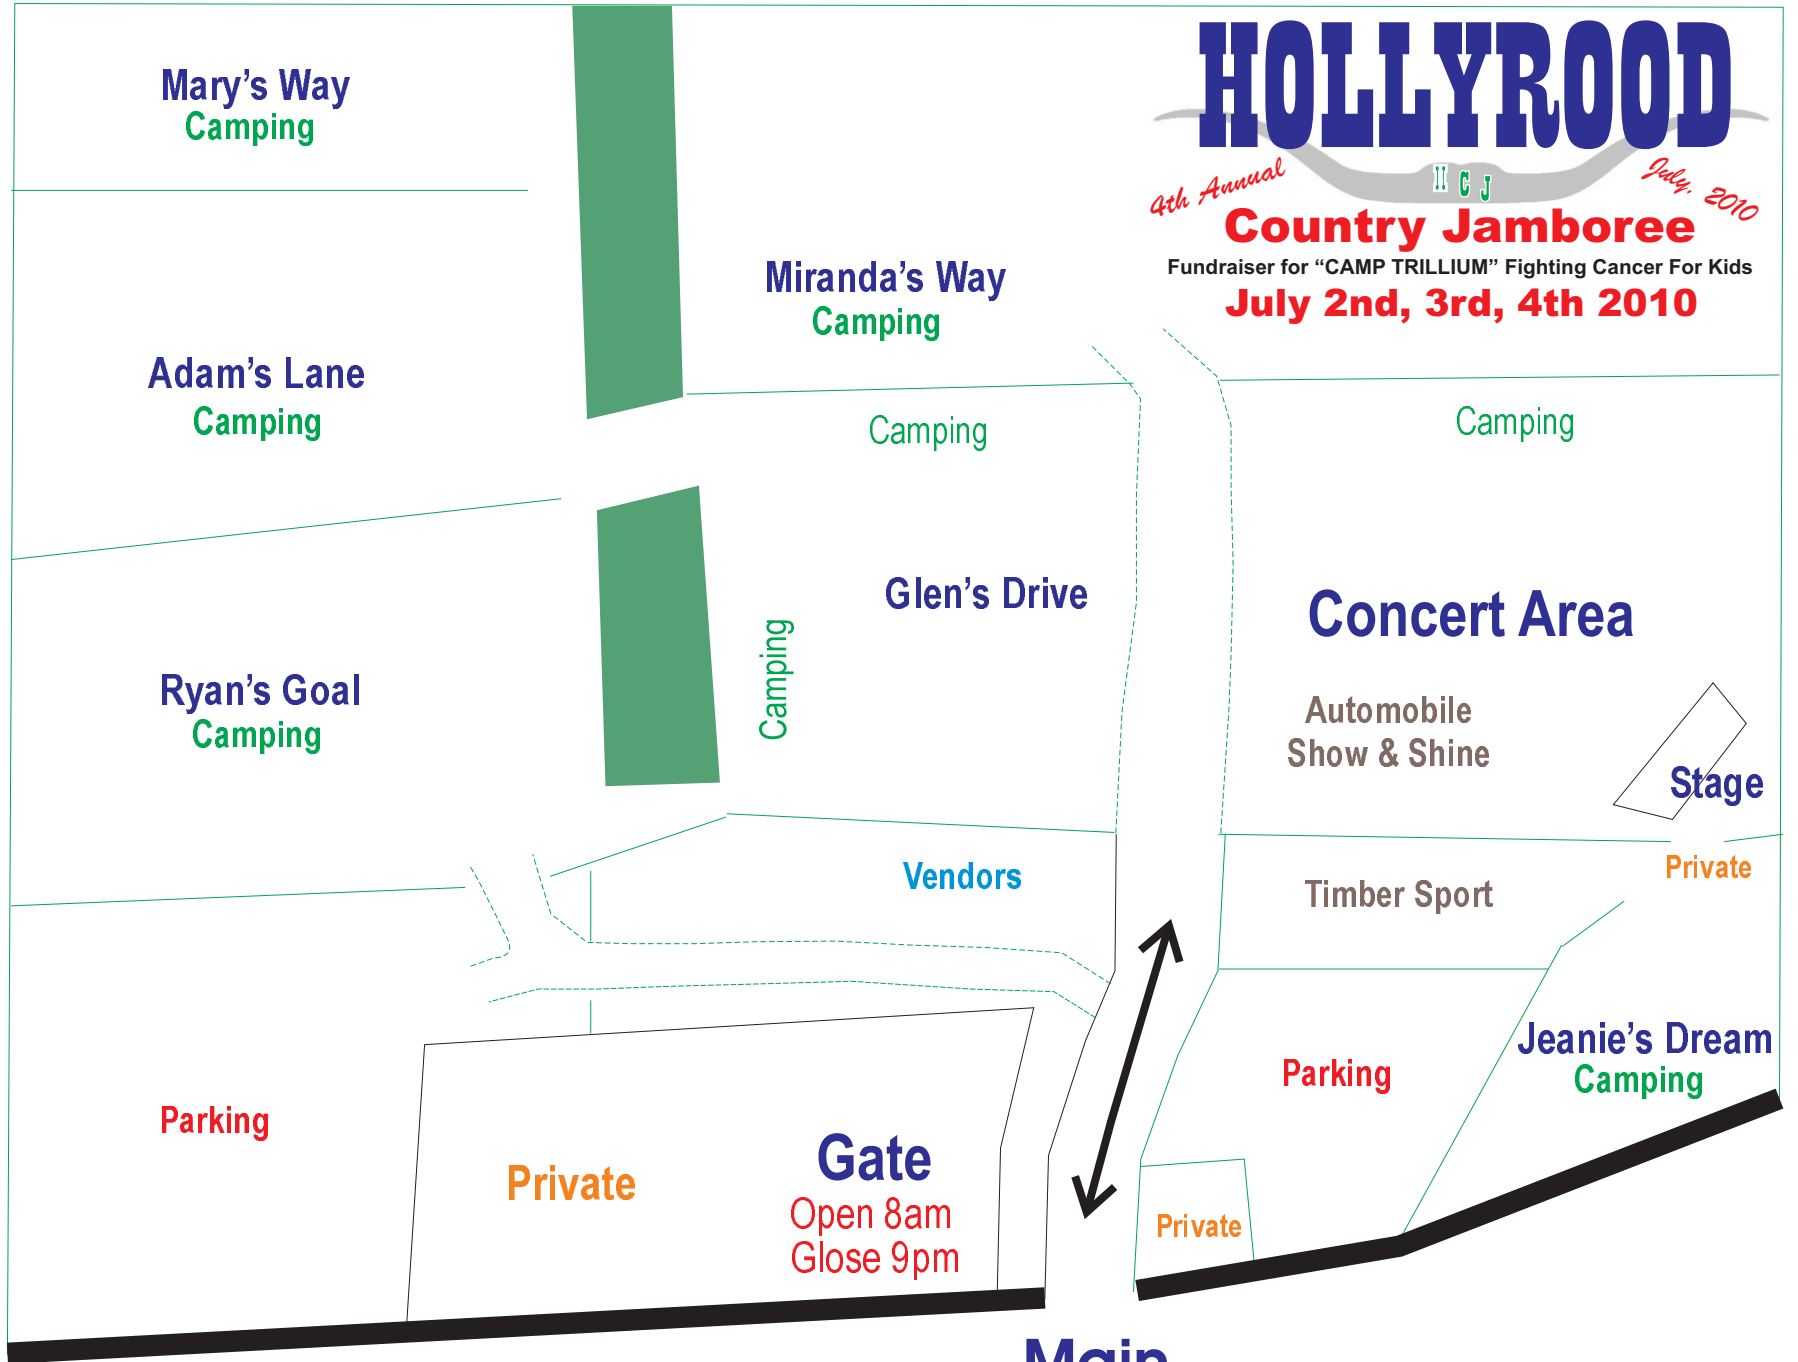 HOLLYROOD
4th Annual
July, 2010
H C J
Country Jamboree
Fundraiser for “CAMP TRILLIUM” Fighting Cancer For Kids
July 2nd, 3rd, 4th 2010
Mary’s Way
Camping
Miranda’s Way
Camping
Adam’s Lane
Camping
Camping
Camping
Glen’s Drive
Camping
Concert Area
Automobile
Show & Shine
Stage
Ryan’s Goal
Camping
Vendors
Timber Sport
Private
Jeanie’s Dream
Camping
Parking
Parking
Private
Gate
Open 8am
Glose 9pm
Private
Main